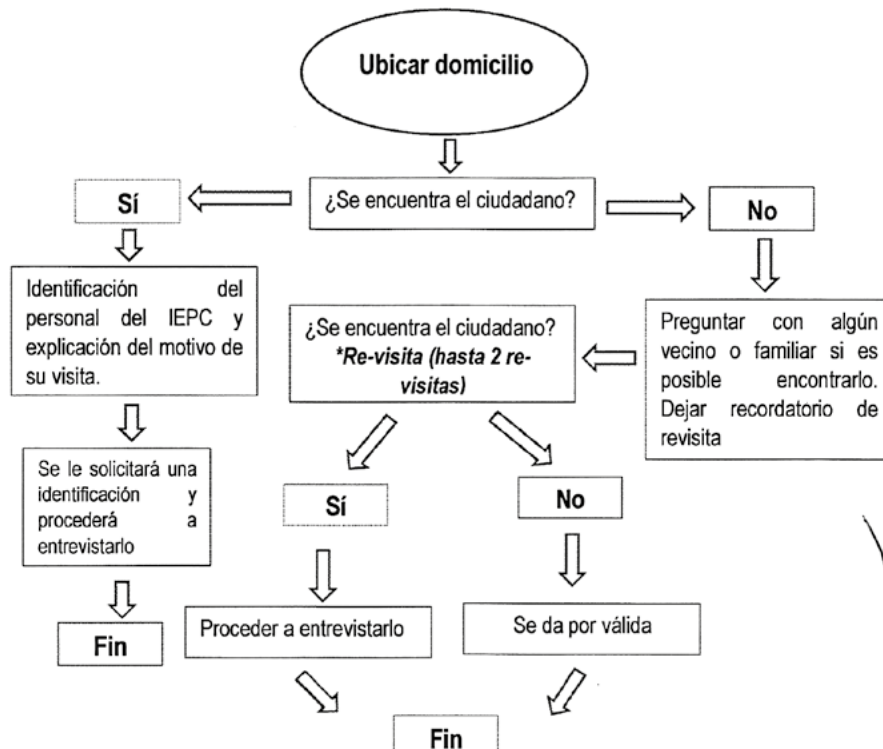 Ubicar domicilio
¿Se encuentra el ciudadano?
Sí
No
Identificación del
personal del IEPC y
explicación del motivo de
su visita.
¿Se encuentra el ciudadano?
*Re-visita (hasta 2 re-
visitas)
Preguntar con algún
vecino o familiar si es
posible encontrarlo.
Dejar recordatorio de
revisita
Se le solicitará una
identificación y
procederá a
entrevistarlo
Sí
No
Fin
Proceder a entrevistarlo
Se da por válida
Fin